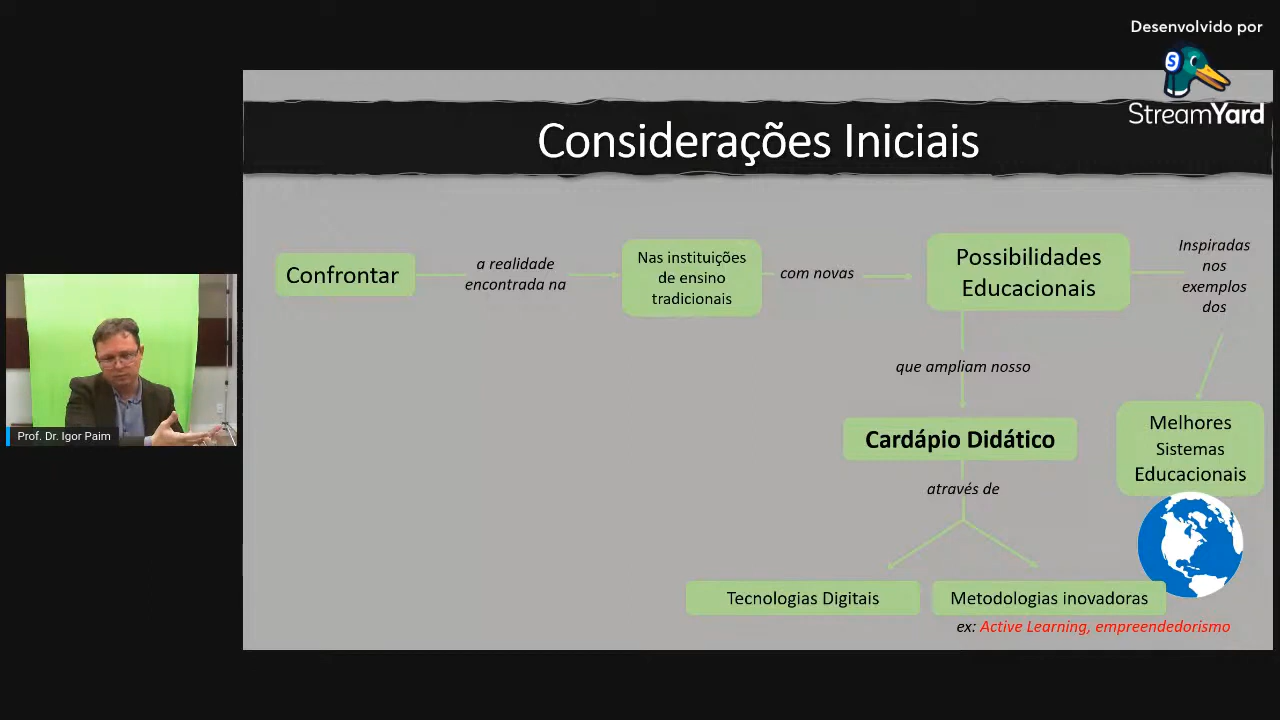 Desenvolvido por
S
StreamYard
Considerações Iniciais
Confrontar
a realidade
encontrada na
Nas instituições
de ensino
tradicionais
com novas
Possibilidades
Educacionais
Inspiradas
nos
exemplos
dos
que ampliam nosso
Cardápio Didático
Melhores
Sistemas
Educacionais
através de
Tecnologias Digitais
Metodologias inovadoras
ex: Active Learning, empreendedorismo
Prof. Dr. Igor Paim